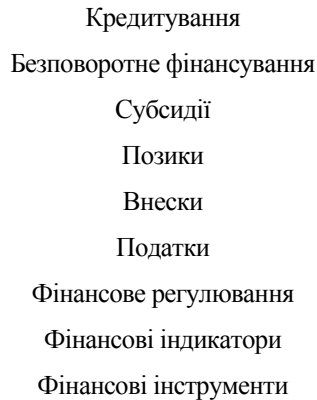 Кредитування
Безповоротне фінансування
Субсидії
Позики
Внески
Податки
Фінансове регулювання
Фінансові індикатори
Фінансові інструменти